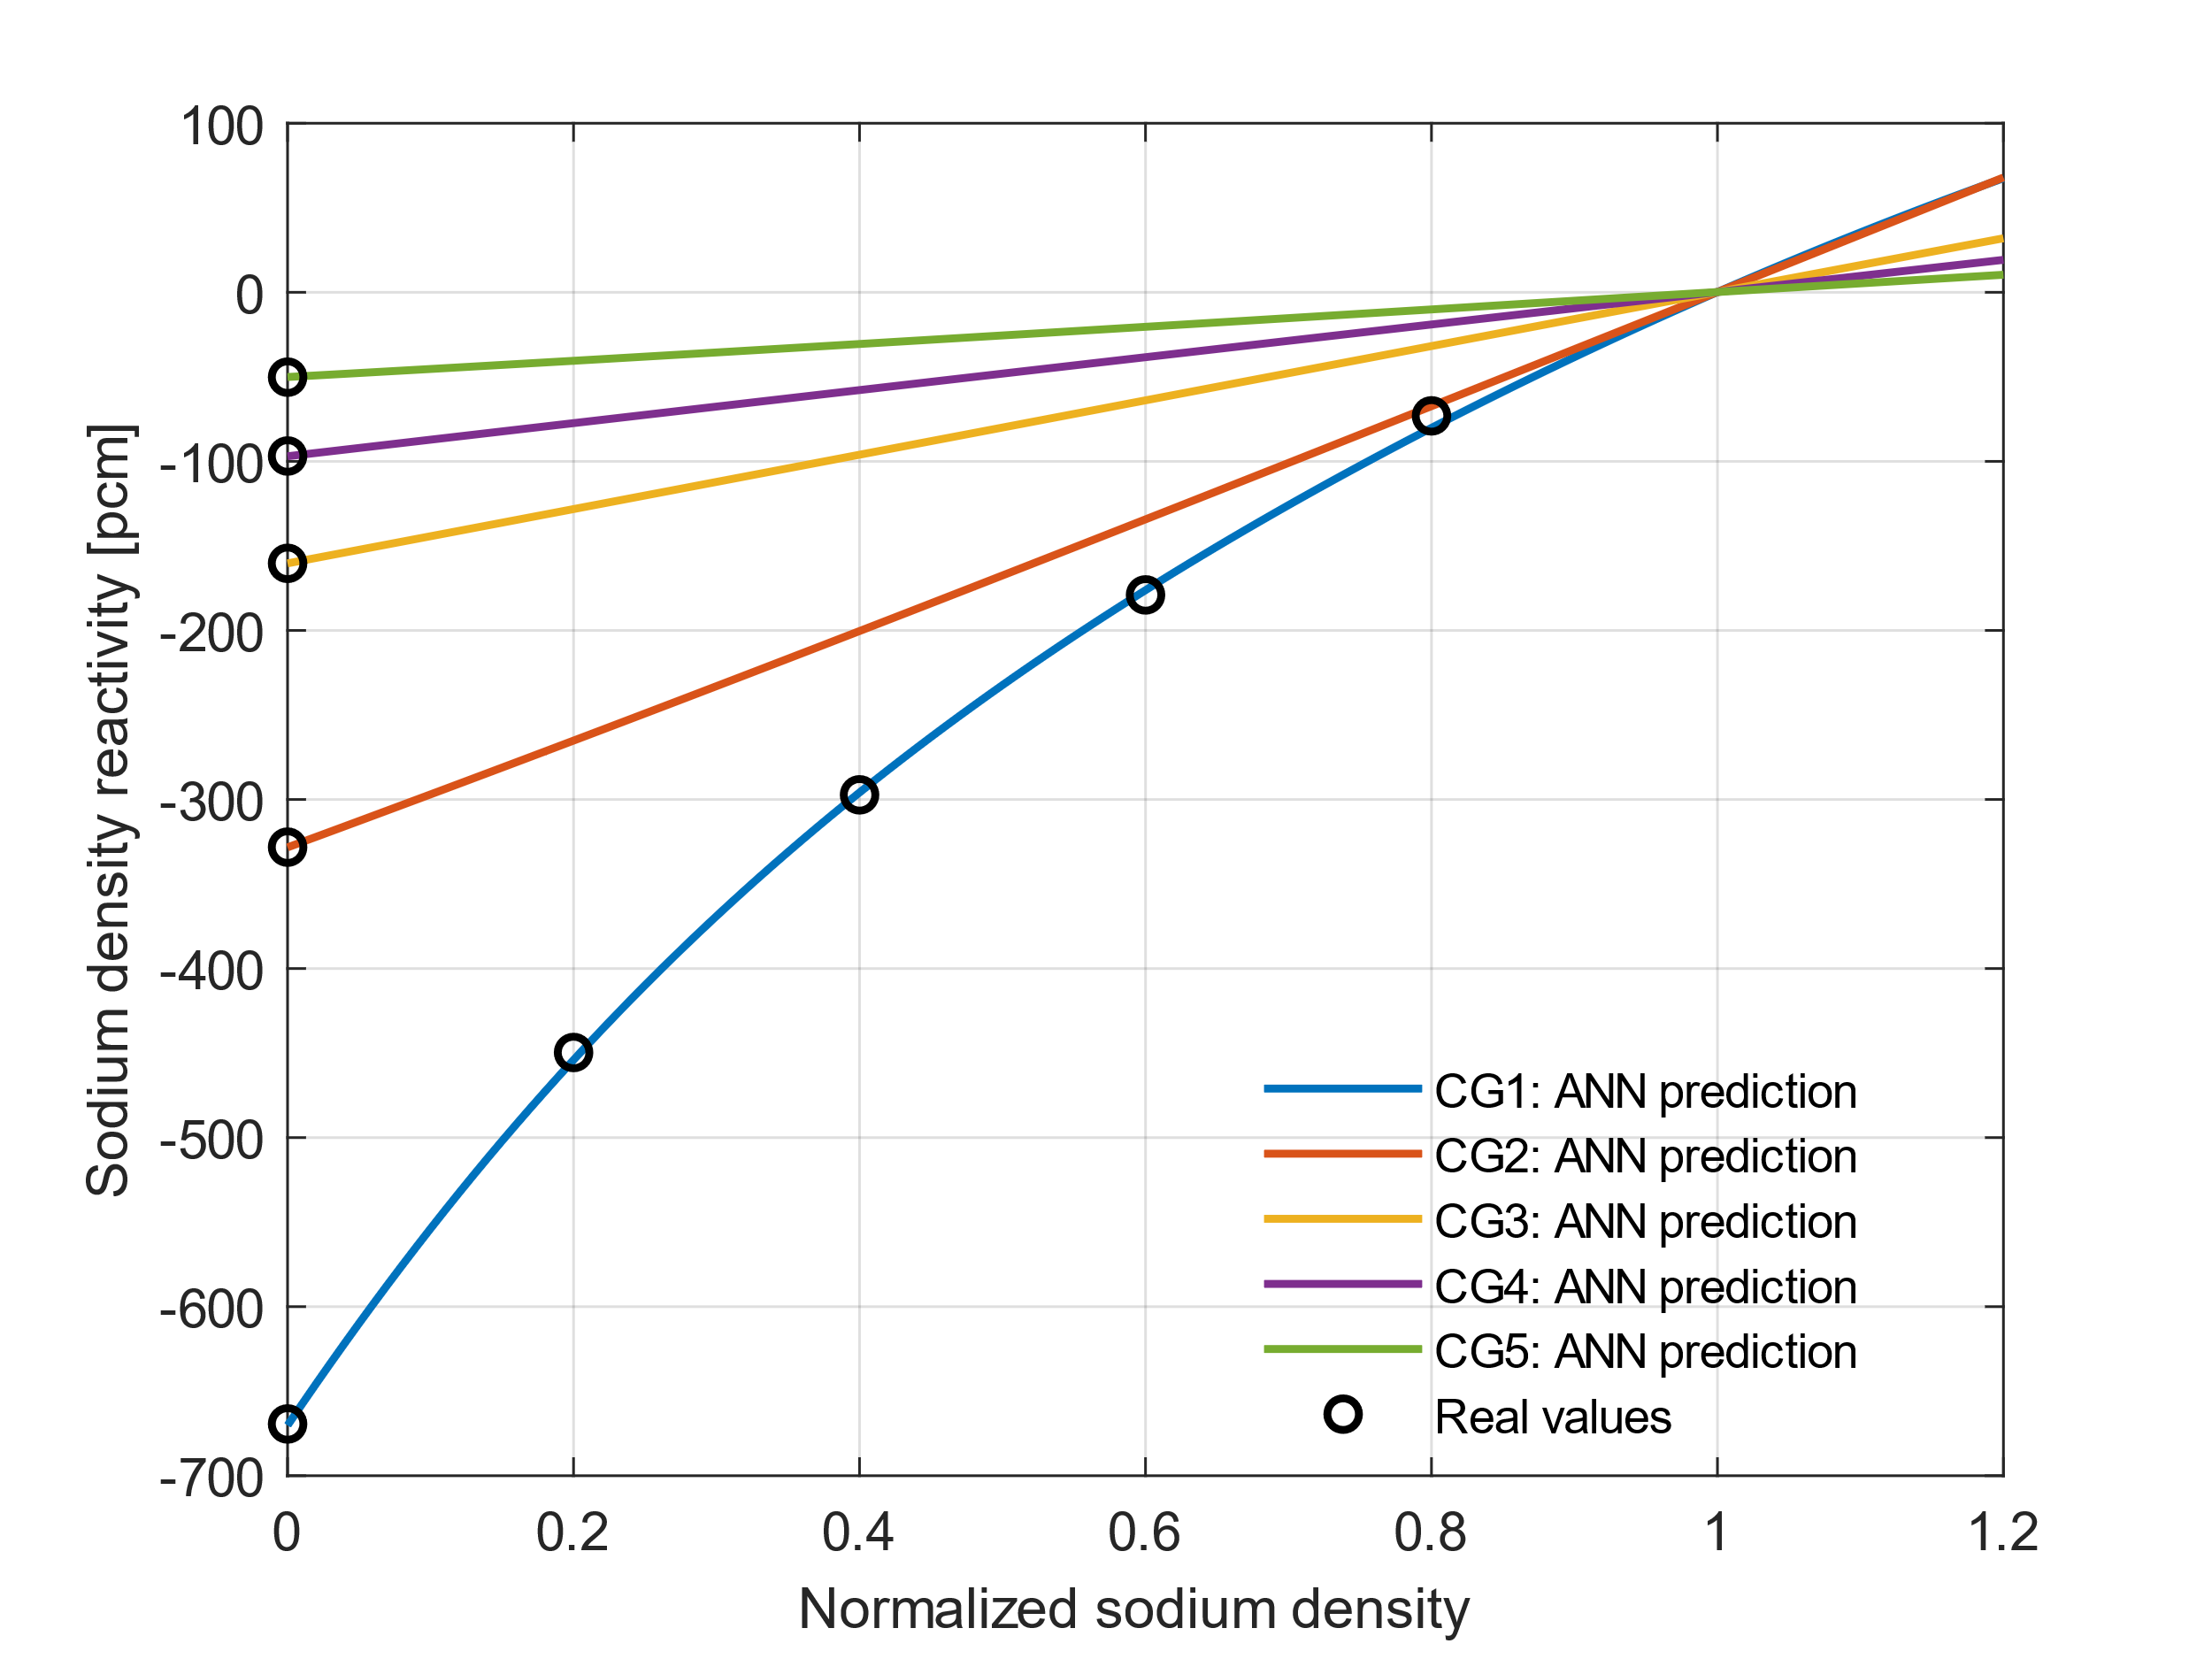 100
0
-100
-200
-300
-400
-500
-600
-700
Sodium density reactivity [pcm]
0
0.2
0.4
0.6
0.8
1
1.2
Normalized sodium density
CG1: ANN prediction
CG2: ANN prediction
CG3: ANN prediction
CG4: ANN prediction
CG5: ANN prediction
Real values